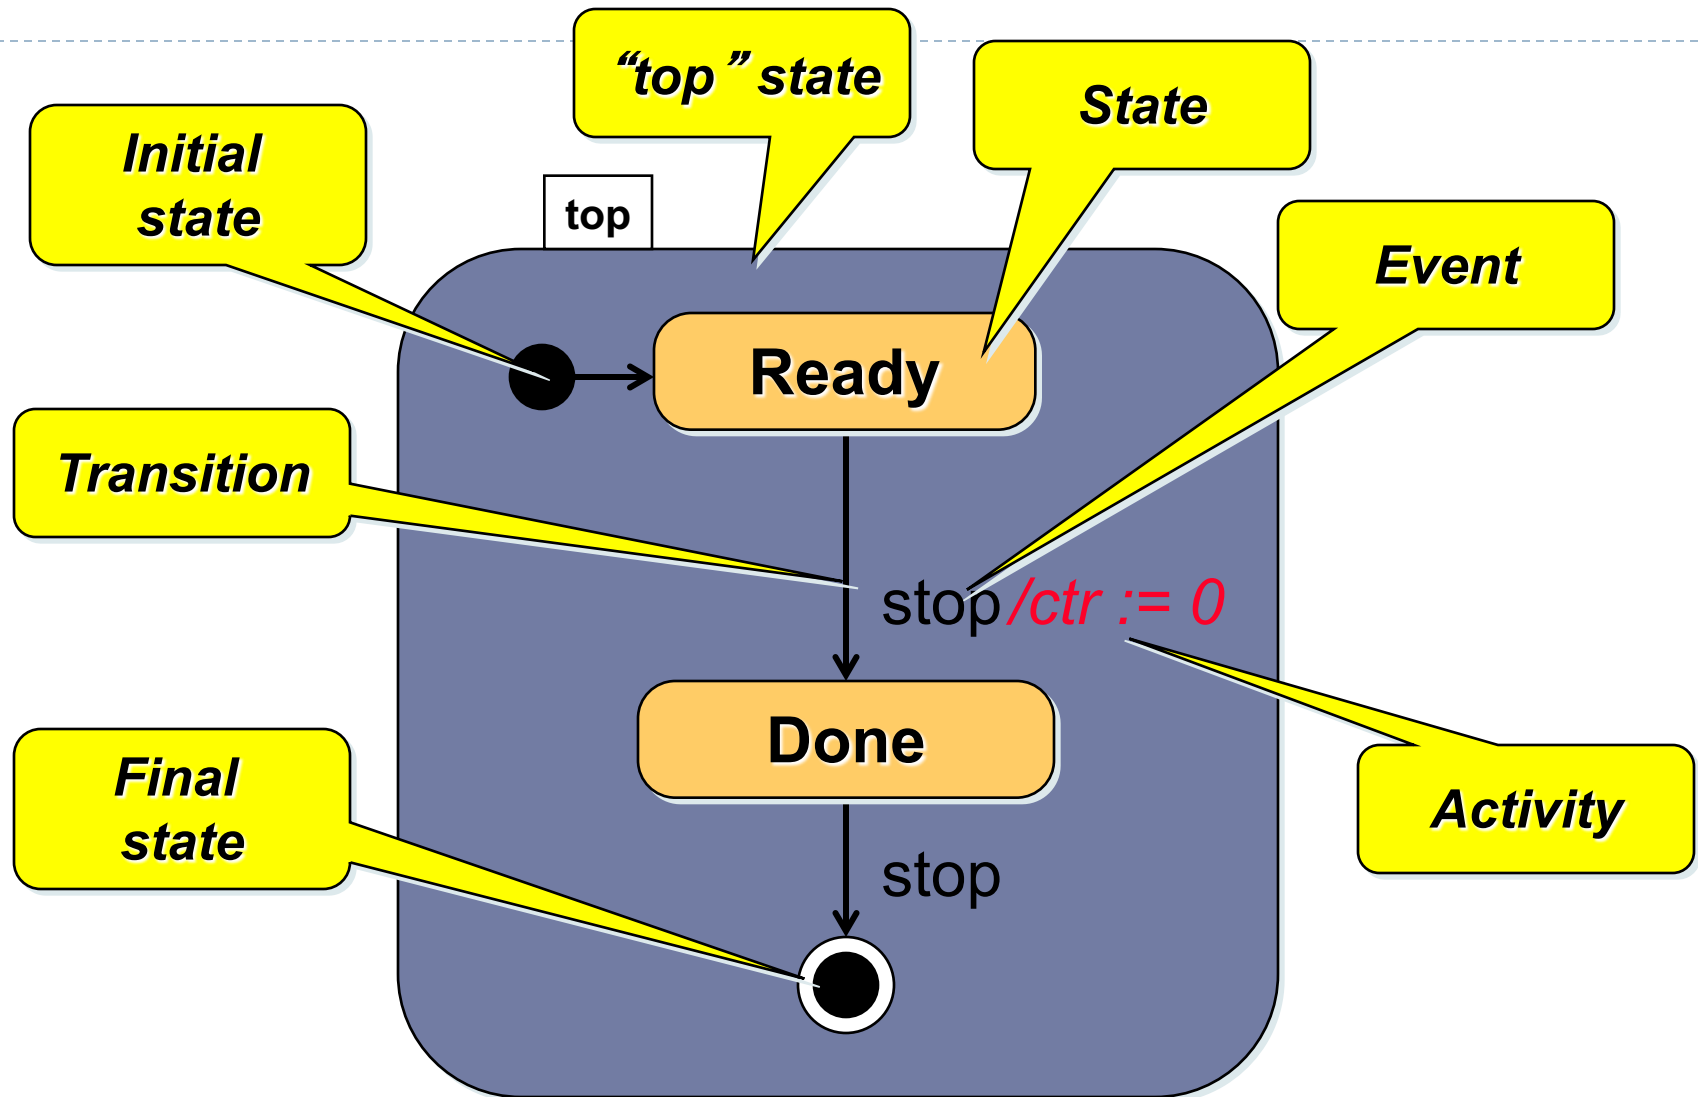 “top” state
State
Initial
state
top
Event
Ready
Transition
stop/ctr := 0
Done
Final
state
Activity
stop